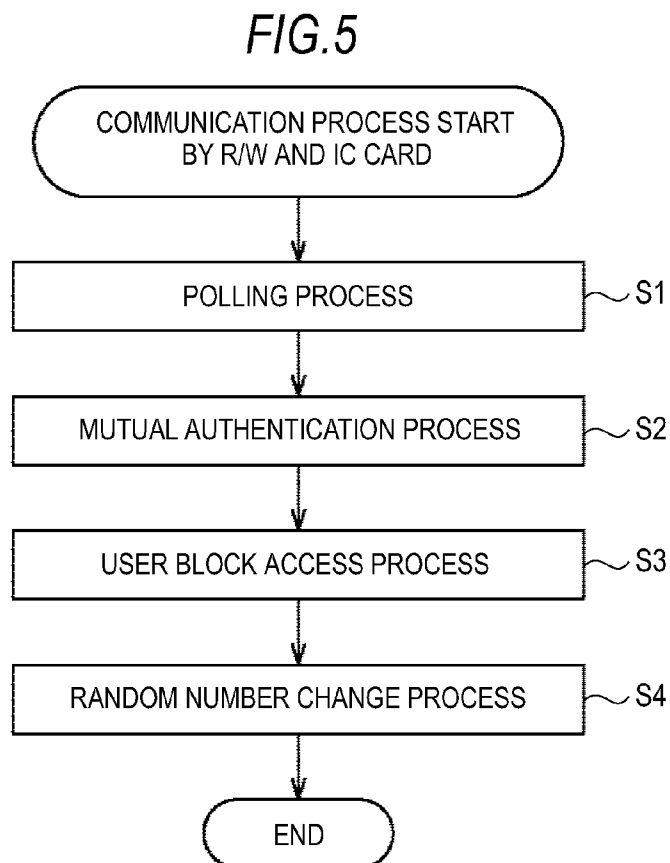 FIG.5
COMMUNICATION PROCESS START
BY R/W AND IC CARD
POLLING PROCESS
S1
MUTUAL AUTHENTICATION PROCESS
S2
USER BLOCK ACCESS PROCESS
S3
RANDOM NUMBER CHANGE PROCESS
S4
END